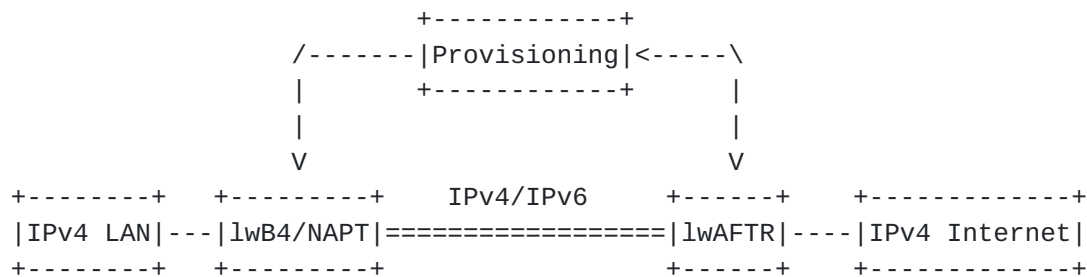 +------------+
                  /-------|Provisioning|<-----\
                  |       +------------+      |
                  |                           |
                  V                           V
+--------+   +---------+    IPv4/IPv6     +------+    +-------------+
|IPv4 LAN|---|lwB4/NAPT|==================|lwAFTR|----|IPv4 Internet|
+--------+   +---------+                  +------+    +-------------+